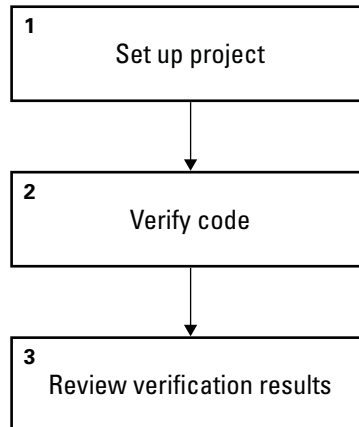 1
Set up project
2
Verify code
3
Review verification results